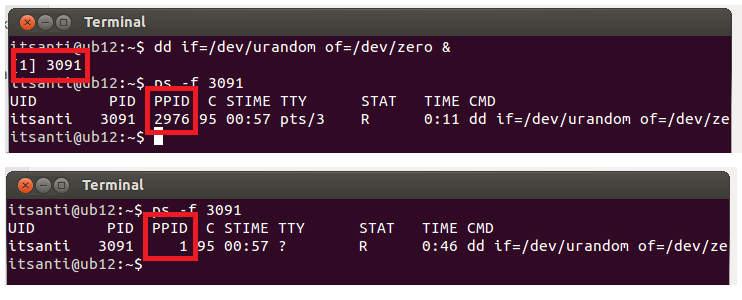 Terminal
itsanti@ub12:~$ dd if=/dev/urandom of=/dev/zero &
[1] 3091
itsanti@ub12:~$ ps -f 3091
UID        PID  PPID  C STIME TTY      STAT   TIME CMD
itsanti   3091  2976 95 00:57 pts/3    R      0:11 dd if=/dev/urandom of=/dev/ze
itsanti@ub12:~$
Terminal
itsanti@ub12:~$ ps -f 3091
UID        PID  PPID  C STIME TTY      STAT   TIME CMD
itsanti   3091     1 95 00:57 ?        R      0:46 dd if=/dev/urandom of=/dev/ze
itsanti@ub12:~$